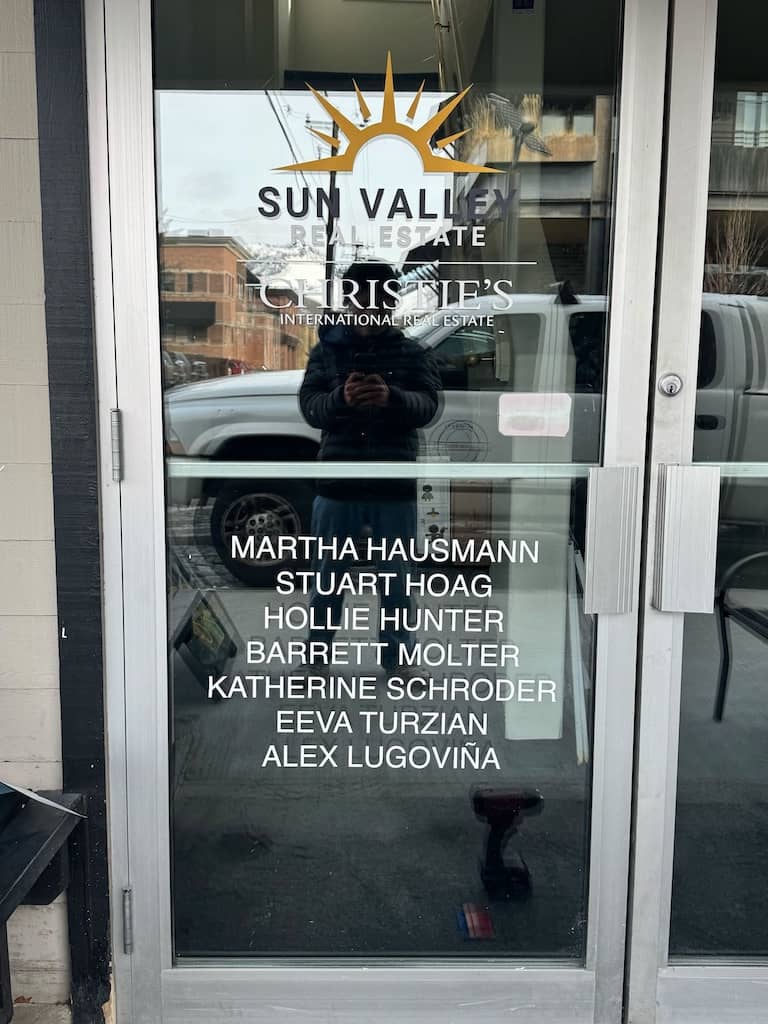 SUN VALLEY
REAL ESTATE
CHRISTIE'S
INTERNATIONAL REAL ESTATE
MARTHA HAUSMANN
STUART HOAG
HOLLIE HUNTER
BARRETT MOLTER
KATHERINE SCHRODER
EEVA TURZIAN
ALEX LUGOVIÑA